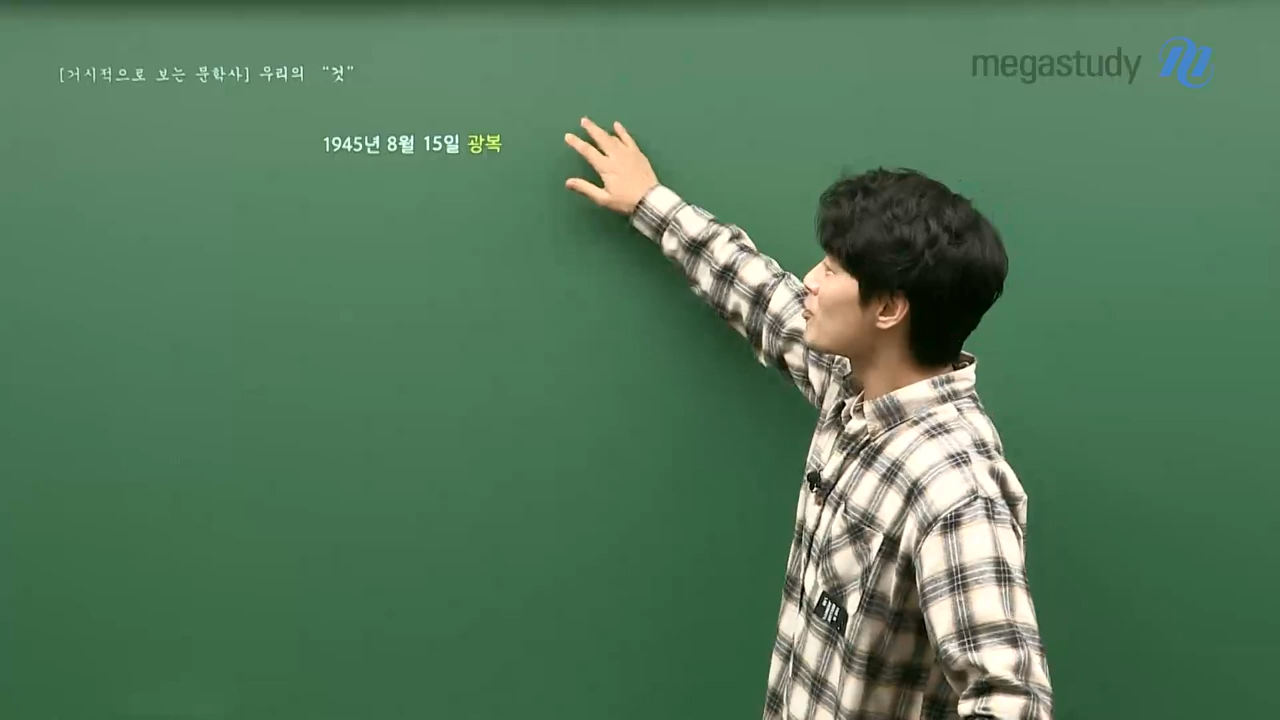 [거시적으로 보는 문학사] 우리의 “것”
megastudy
1945년 8월 15일 광복